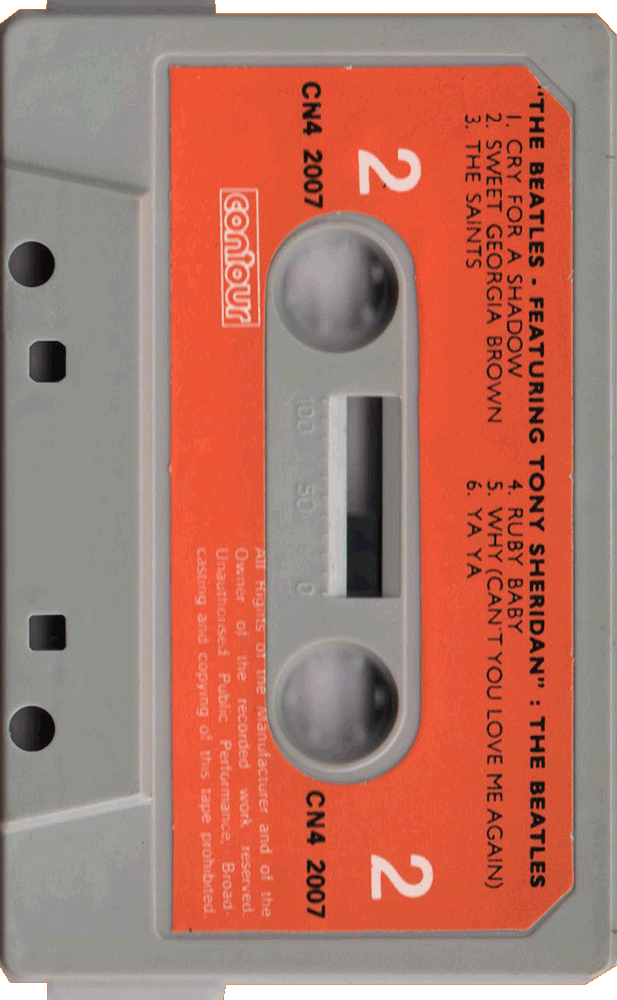 "THE BEATLES - FEATURING TONY SHERIDAN" : THE BEATLES
1. CRY FOR A SHADOW
2. SWEET GEORGIA BROWN
3. THE SAINTS
4. RUBY BABY
5. WHY (CAN'T YOU LOVE ME AGAIN)
6. YA YA
2
2
CN4 2007
CN4 2007
100 50 0
contour
All Rights of the Manufacturer and of the
Owner of the recorded work reserved.
Unauthorised Public Performance, Broad-
casting and copying of this tape prohibited.